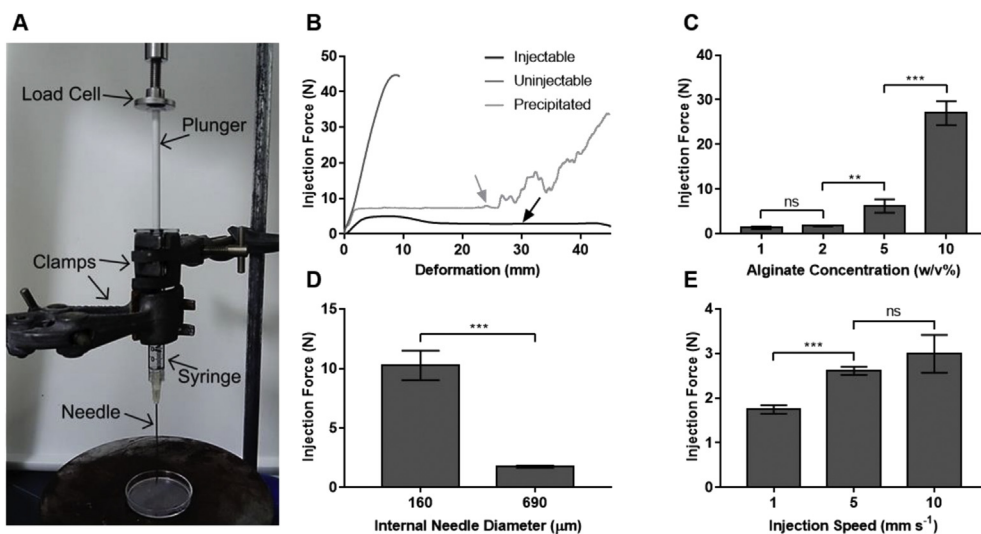 A
Load Cell
Plunger
Clamps
Syringe
Needle
B
Injection Force (N)
50
40
30
20
10
0
Injectable
Uninjectable
Precipitated
0
10
20
30
40
Deformation (mm)
C
Injection Force (N)
40
30
20
10
0
ns
**
***
1
2
5
10
Alginate Concentration (w/v%)
D
Injection Force (N)
15
10
5
0
***
160
690
Internal Needle Diameter (μm)
E
Injection Force (N)
4
3
2
1
0
***
ns
1
5
10
Injection Speed (mm s⁻¹)